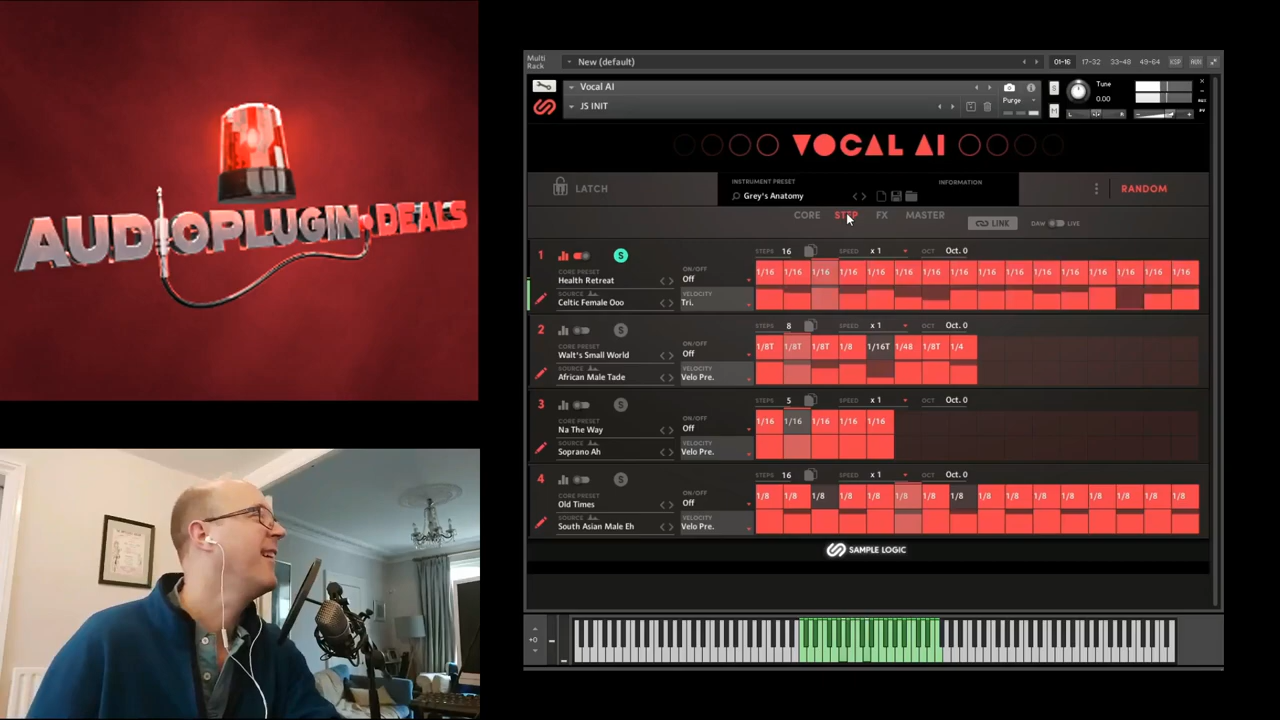 AUDIOPLUGIN.DEALS
Multi Rack
New (default)
01-16 17-32 33-48 49-64 KSP
Vocal AI
JS INIT
Purge
S
M
Tune
0.00
L R
VOCAL AI
LATCH
INSTRUMENT PRESET
Grey's Anatomy
INFORMATION
RANDOM
CORE STEP FX MASTER
LINK
DAW LIVE
1 S
CORE PRESET
Health Retreat
SOURCE
Celtic Female Ooo
ON/OFF
Off
VELOCITY
Tri.
STEPS 16 SPEED x 1 OCT Oct. 0
1/16 1/16 1/16 1/16 1/16 1/16 1/16 1/16 1/16 1/16 1/16 1/16 1/16 1/16 1/16 1/16
2 S
CORE PRESET
Walt's Small World
SOURCE
African Male Tade
ON/OFF
Off
VELOCITY
Velo Pre.
STEPS 8 SPEED x 1 OCT Oct. 0
1/8T 1/8T 1/8T 1/8 1/16T 1/48 1/8T 1/4
3 S
CORE PRESET
Na The Way
SOURCE
Soprano Ah
ON/OFF
Off
VELOCITY
Velo Pre.
STEPS 5 SPEED x 1 OCT Oct. 0
1/16 1/16 1/16 1/16 1/16
4 S
CORE PRESET
Old Times
SOURCE
South Asian Male Eh
ON/OFF
Off
VELOCITY
Velo Pre.
STEPS 16 SPEED x 1 OCT Oct. 0
1/8 1/8 1/8 1/8 1/8 1/8 1/8 1/8 1/8 1/8 1/8 1/8 1/8 1/8 1/8 1/8
SAMPLE LOGIC
+0